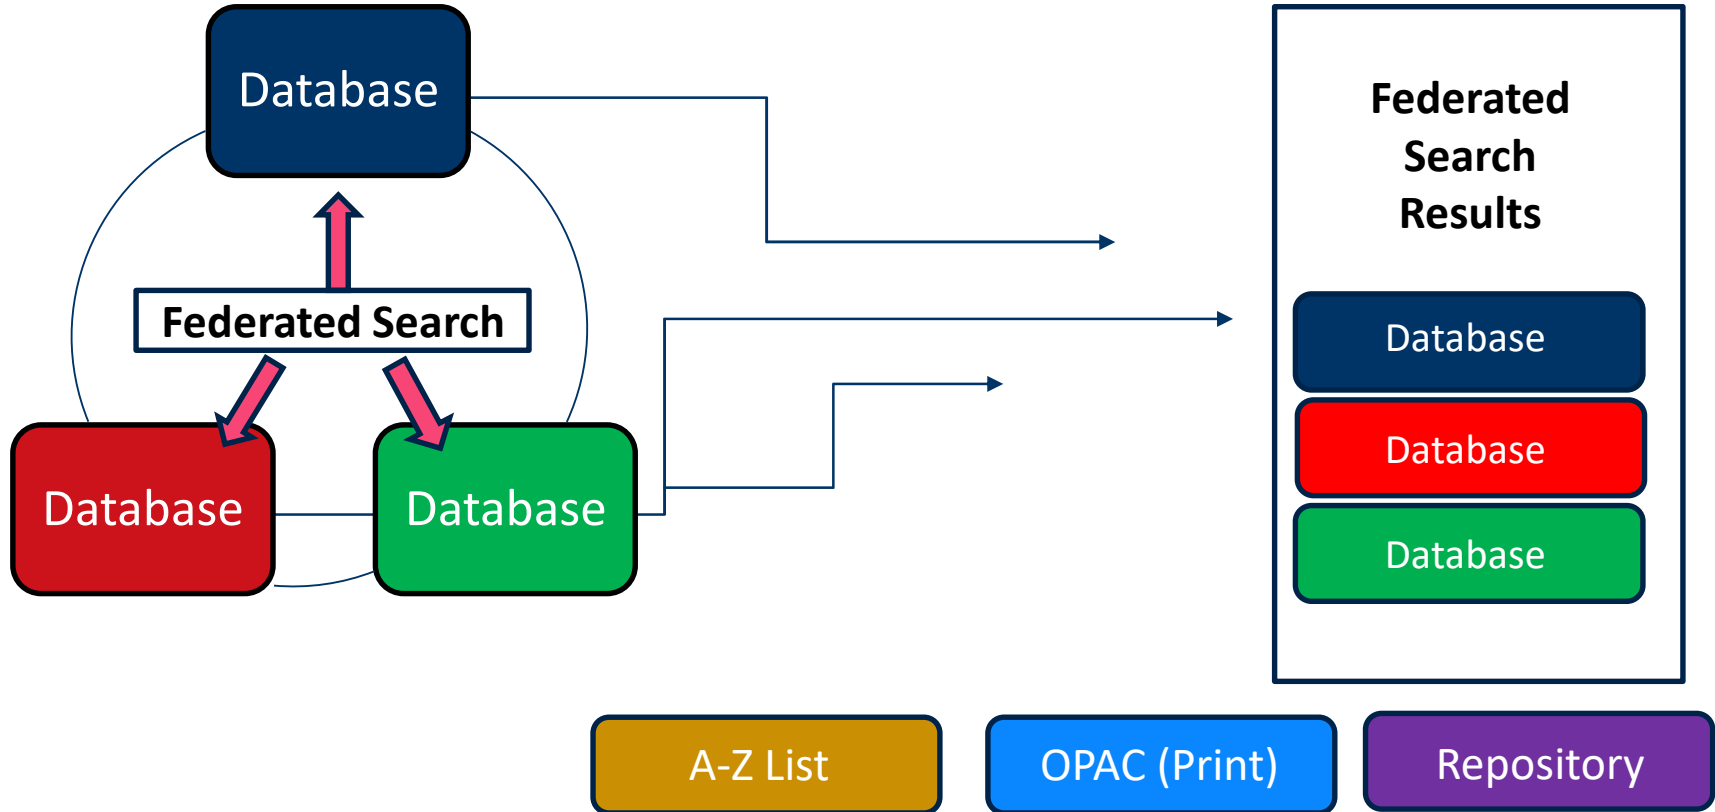 Database
Federated Search
Database
Database
Federated
Search
Results
Database
Database
Database
A-Z List
OPAC (Print)
Repository